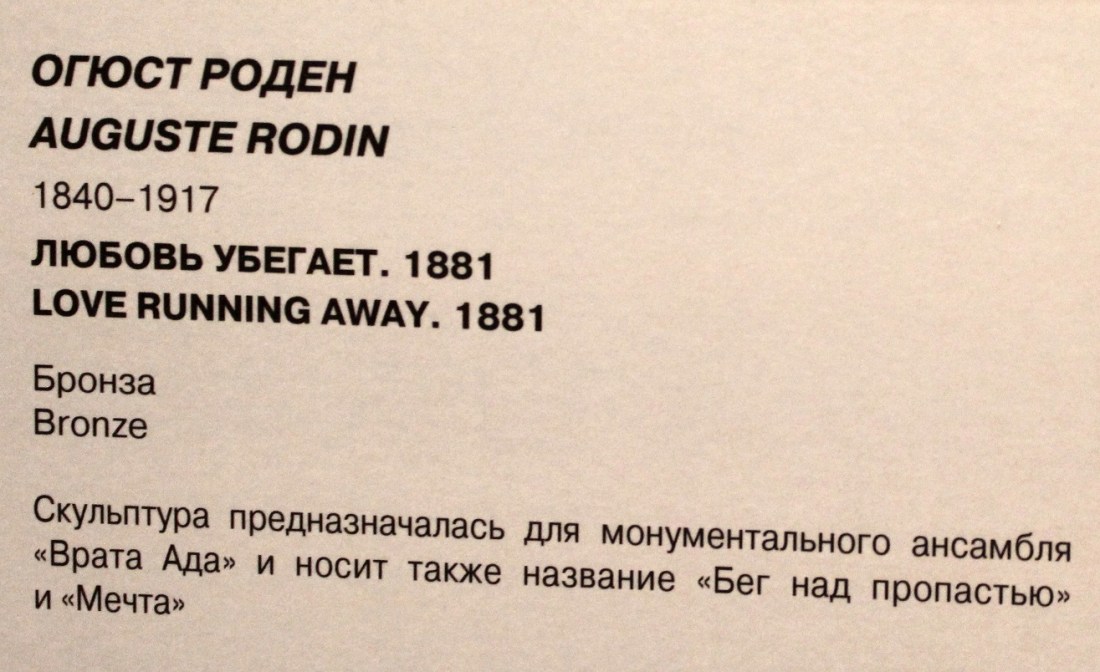 ОГЮСТ РОДЕН
AUGUSTE RODIN
1840–1917
ЛЮБОВЬ УБЕГАЕТ. 1881
LOVE RUNNING AWAY. 1881
Бронза
Bronze
Скульптура предназначалась для монументального ансамбля
«Врата Ада» и носит также название «Бег над пропастью»
и «Мечта»